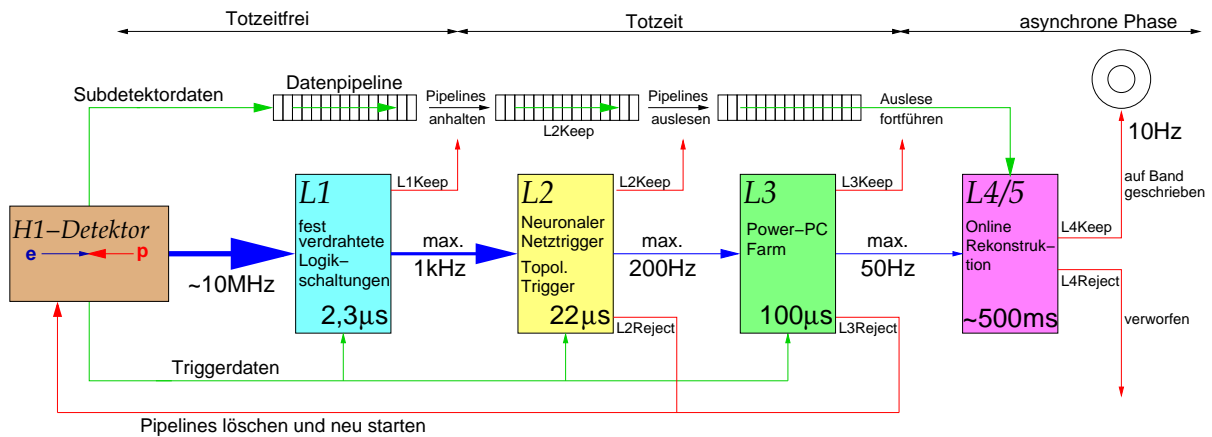 Totzeitfrei
Totzeit
asynchrone Phase
Datenpipeline
Subdetektordaten
Pipelines
anhalten
L2Keep
Pipelines
auslesen
Auslese
fortführen
10Hz
auf Band
geschrieben
H1–Detektor
e
p
~10MHz
L1
fest
verdrahtete
Logik–
schaltungen
2,3µs
L1Keep
max.
1kHz
L2
Neuronaler
Netztrigger
Topol.
Trigger
22µs
L2Keep
max.
200Hz
L2Reject
L3
Power–PC
Farm
100µs
L3Keep
max.
50Hz
L3Reject
L4/5
Online
Rekonstruk–
tion
~500ms
L4Keep
L4Reject
verworfen
Triggerdaten
Pipelines löschen und neu starten